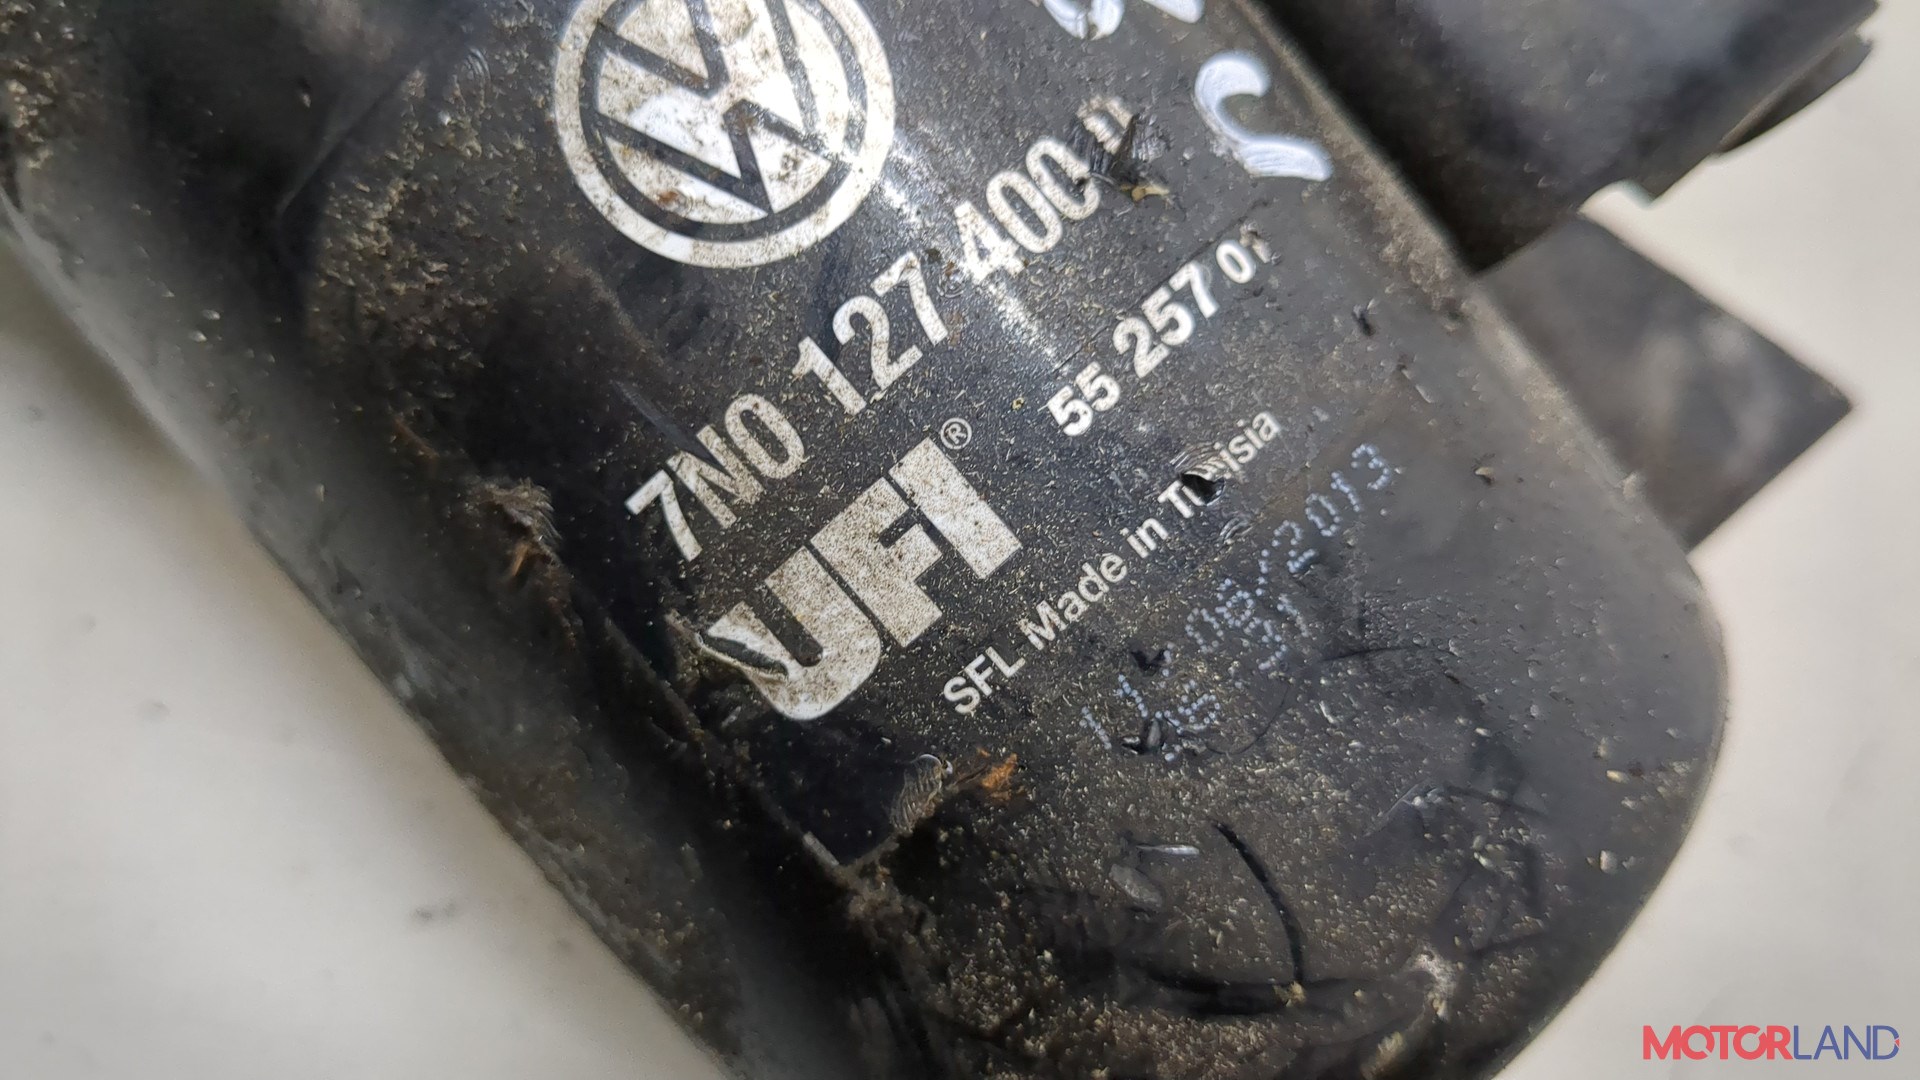 7N0 127 400
55 257 01
UFI®
SFL Made in Tunisia
MOTORLAND